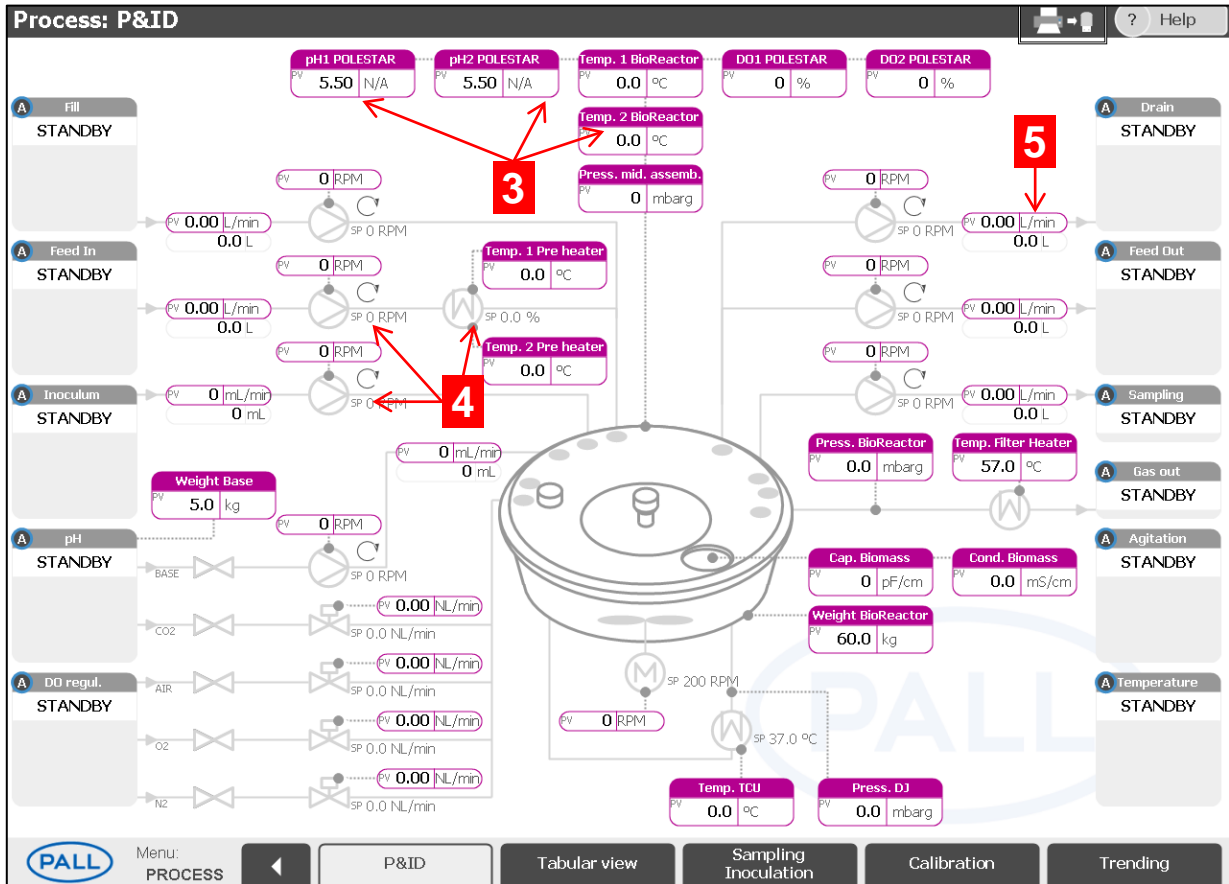 Process: P&ID
? Help
pH1 POLESTAR
PV 5.50 N/A
pH2 POLESTAR
PV 5.50 N/A
Temp. 1 BioReactor
PV 0.0 ºC
DO1 POLESTAR
PV 0 %
DO2 POLESTAR
PV 0 %
Temp. 2 BioReactor
PV 0.0 ºC
Press. mid. assemb.
PV 0 mbarg
3
5
A Fill
STANDBY
PV 0 RPM
SP 0 RPM
PV 0.00 L/min
0.0 L
A Feed In
STANDBY
PV 0 RPM
SP 0 RPM
PV 0.00 L/min
0.0 L
Temp. 1 Pre heater
PV 0.0 ºC
SP 0.0 %
Temp. 2 Pre heater
PV 0.0 ºC
4
A Inoculum
STANDBY
PV 0 RPM
SP 0 RPM
PV 0 mL/min
0 mL
PV 0 mL/min
0 mL
Weight Base
PV 5.0 kg
A pH
STANDBY
PV 0 RPM
SP 0 RPM
BASE
CO2
PV 0.00 NL/min
SP 0.0 NL/min
A DO regul.
STANDBY
AIR
PV 0.00 NL/min
SP 0.0 NL/min
O2
PV 0.00 NL/min
SP 0.0 NL/min
N2
PV 0.00 NL/min
SP 0.0 NL/min
A Drain
STANDBY
PV 0 RPM
SP 0 RPM
PV 0.00 L/min
0.0 L
A Feed Out
STANDBY
PV 0 RPM
SP 0 RPM
PV 0.00 L/min
0.0 L
A Sampling
STANDBY
PV 0 RPM
SP 0 RPM
PV 0.00 L/min
0.0 L
Press. BioReactor
PV 0.0 mbarg
Temp. Filter Heater
PV 57.0 ºC
A Gas out
STANDBY
A Agitation
STANDBY
Cap. Biomass
PV 0 pF/cm
Cond. Biomass
PV 0.0 mS/cm
Weight BioReactor
PV 60.0 kg
M
SP 200 RPM
PV 0 RPM
SP 37.0 ºC
A Temperature
STANDBY
PALL
Temp. TCU
PV 0.0 ºC
Press. DJ
PV 0.0 mbarg
PALL
Menu:
PROCESS
P&ID
Tabular view
Sampling
Inoculation
Calibration
Trending